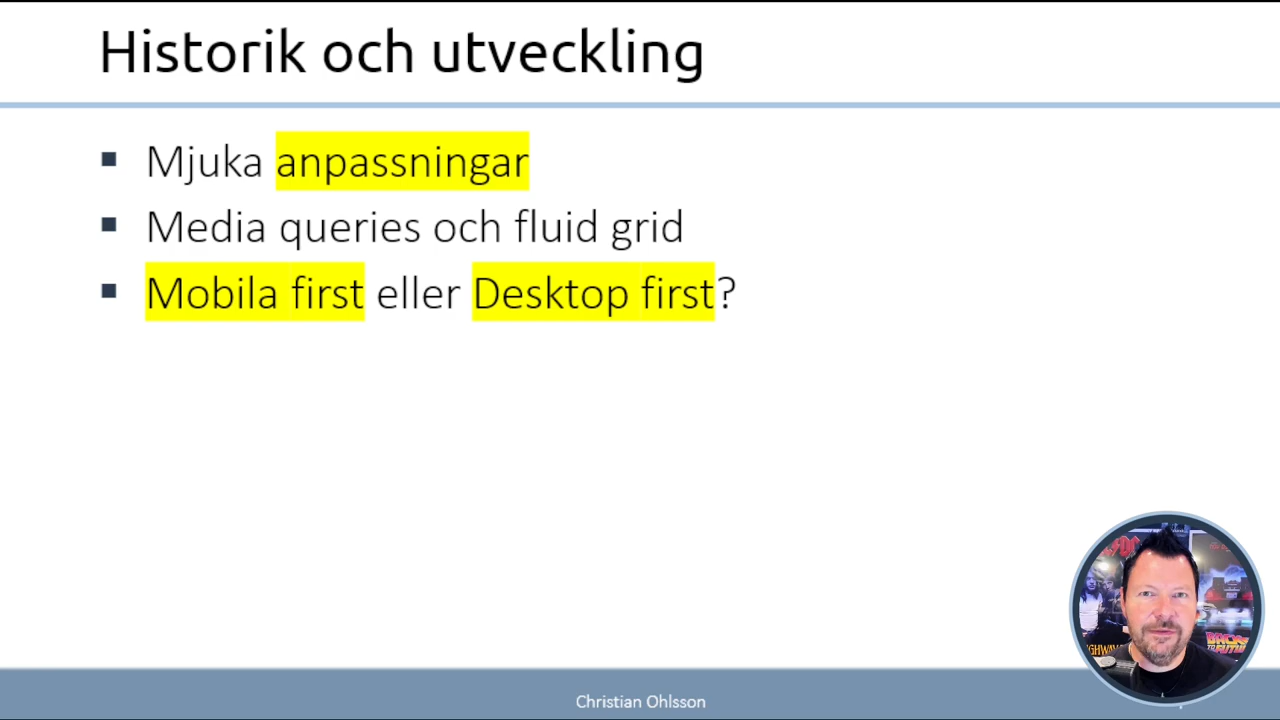 Historik och utveckling
Mjuka anpassningar
Media queries och fluid grid
Mobila first eller Desktop first?
Christian Ohlsson